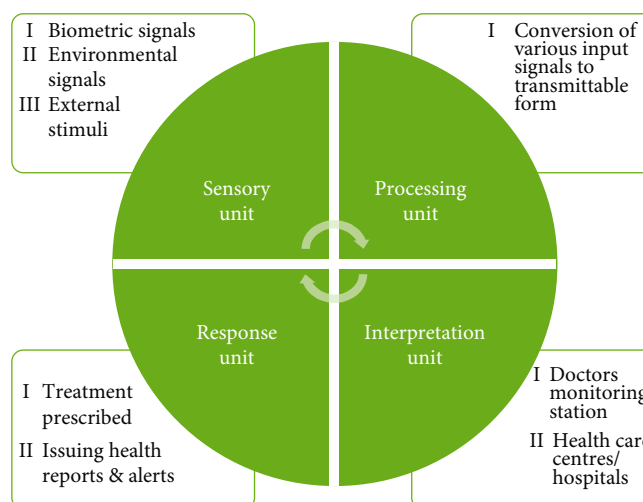 I Biometric signals
II Environmental
signals
III External
stimuli
I Conversion of
various input
signals to
transmittable
form
Sensory
unit
Processing
unit
Response
unit
Interpretation
unit
I Treatment
prescribed
II Issuing health
reports & alerts
I Doctors
monitoring
station
II Health care
centres/
hospitals